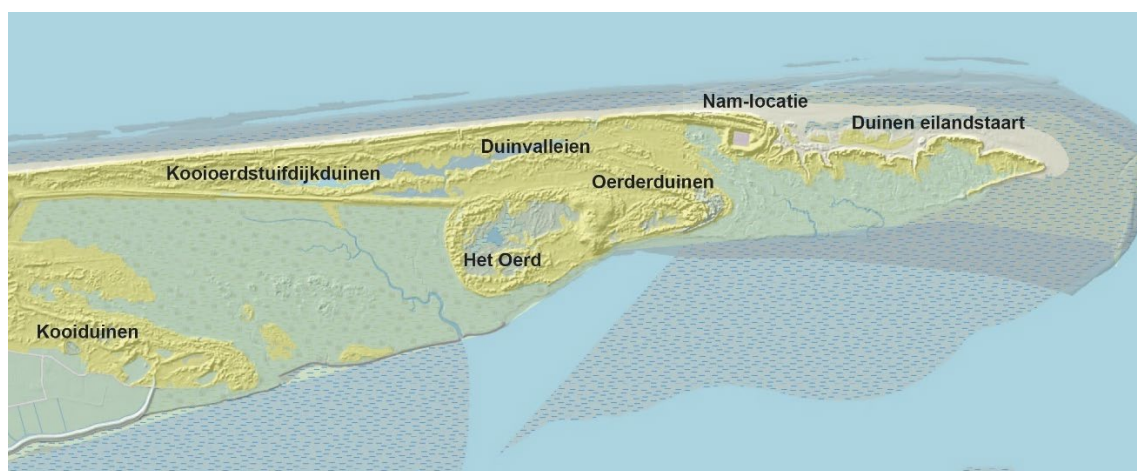 Nam-locatie
Duinen eilandstaart
Duinvalleien
Kooioerdstuifdijkduinen
Oerderduinen
Het Oerd
Kooiduinen